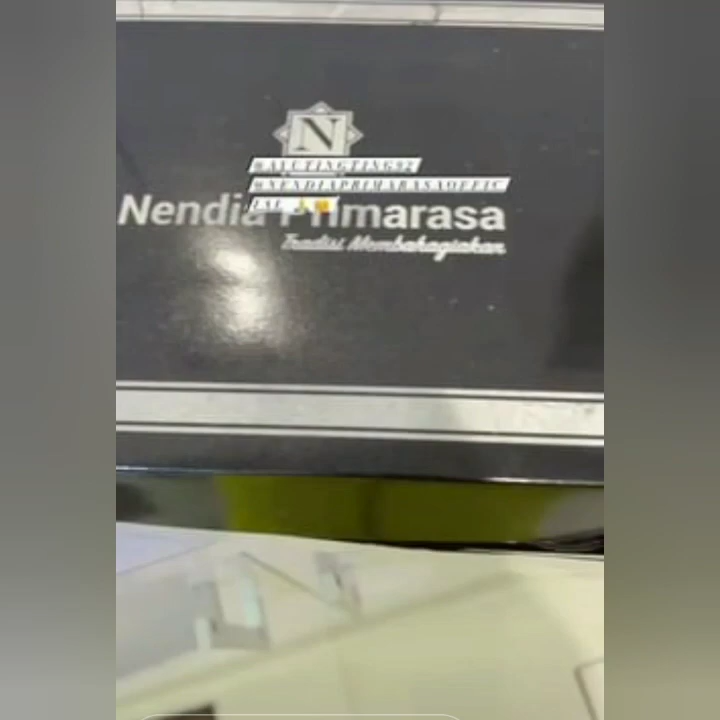 N
@AYUTINGTING92
@NENDIAPRIMARASAOFFIC
IAL
Nendia Primarasa
Tradisi Membahagiakan